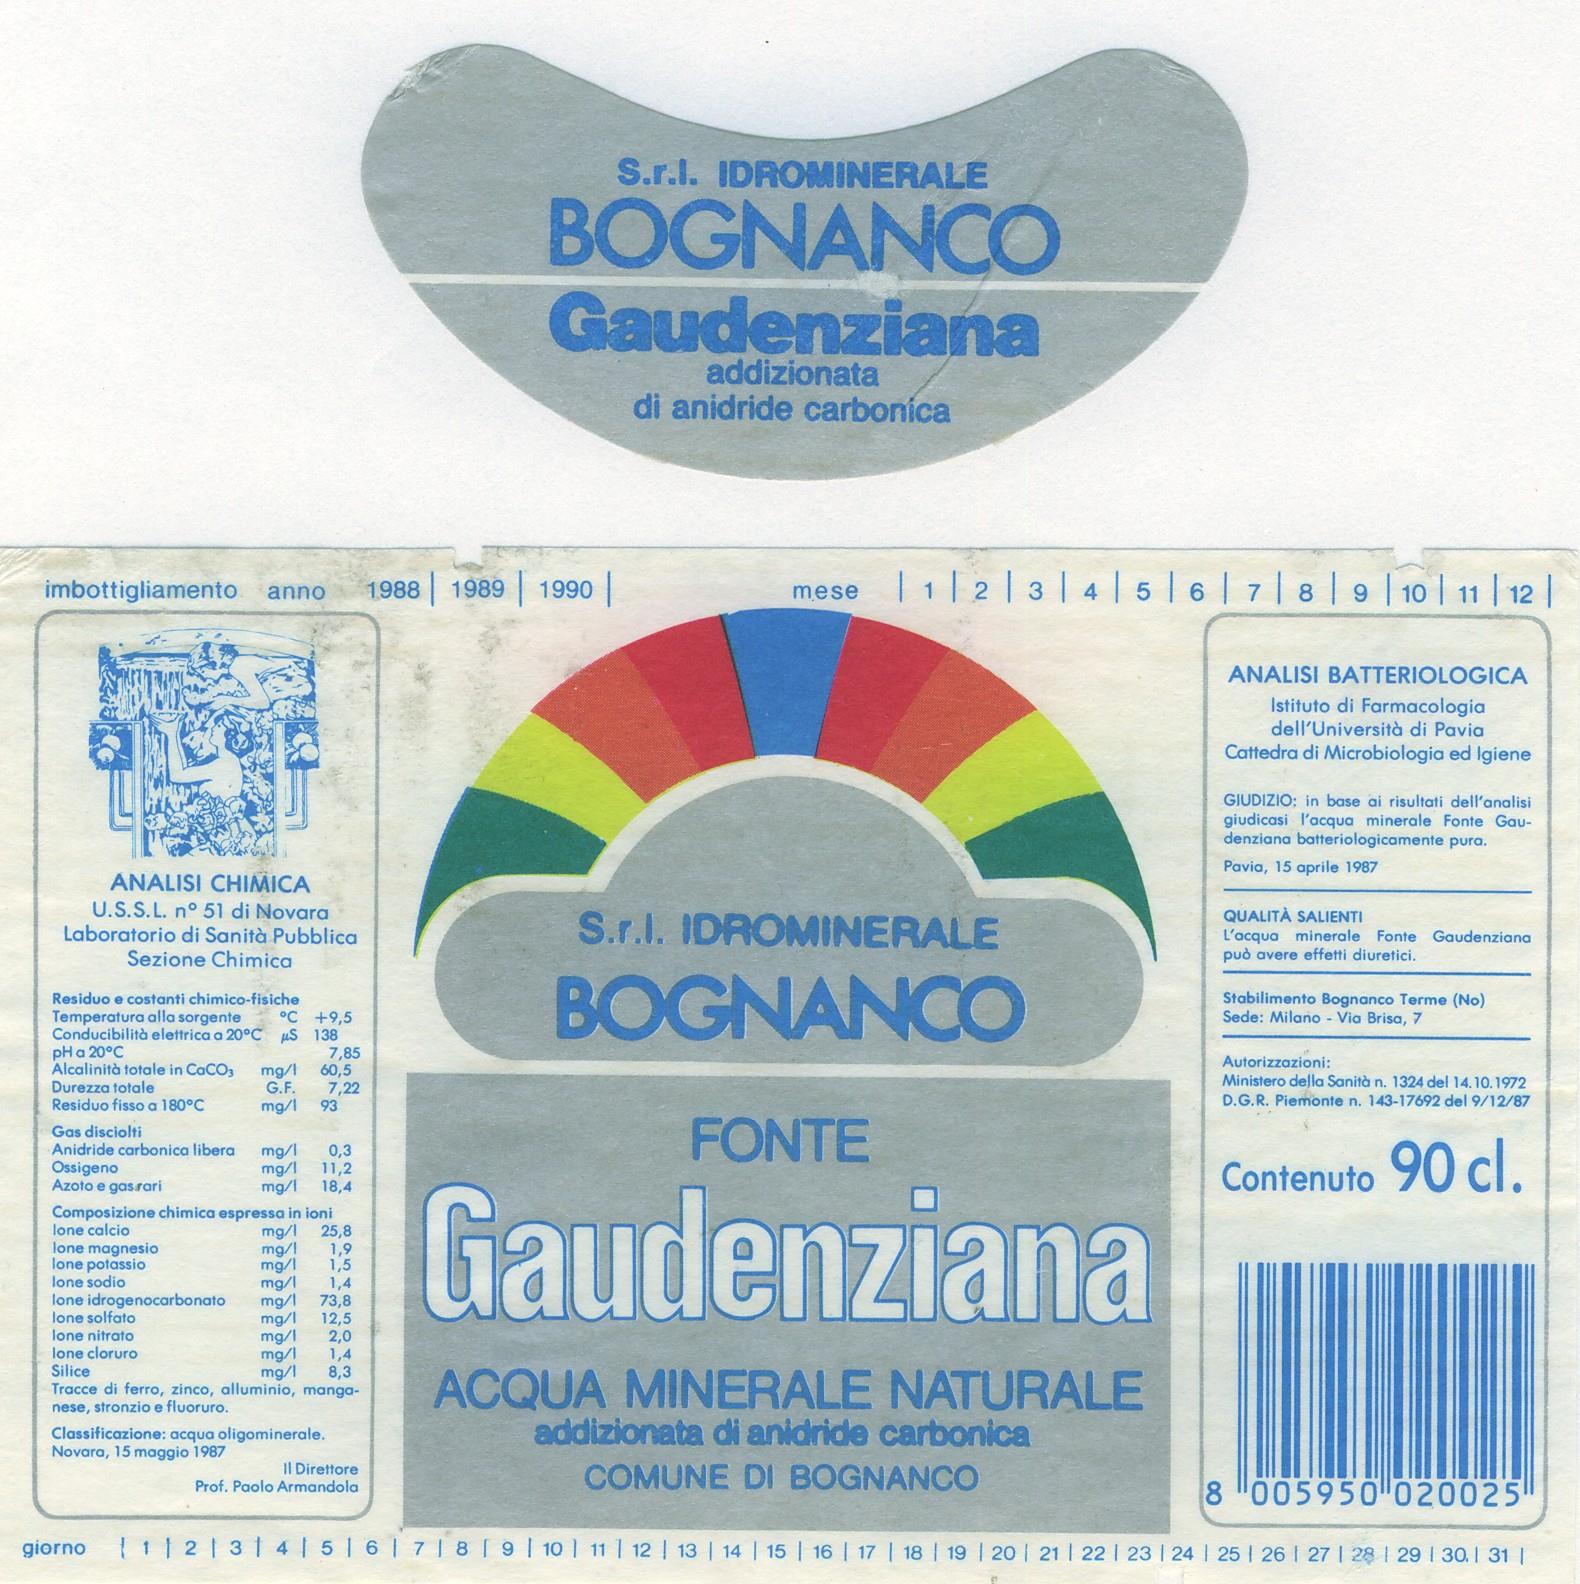 S.r.l. IDROMINERALE
BOGNANCO
Gaudenziana
addizionata
di anidride carbonica
imbottigliamento anno 1988 | 1989 | 1990 | mese | 1 | 2 | 3 | 4 | 5 | 6 | 7 | 8 | 9 | 10 | 11 | 12 |
ANALISI CHIMICA
U.S.S.L. n° 51 di Novara
Laboratorio di Sanità Pubblica
Sezione Chimica
Residuo e costanti chimico-fisiche
Temperatura alla sorgente °C +9,5
Conducibilità elettrica a 20°C µS 138
pH a 20°C 7,85
Alcalinità totale in CaCO₃ mg/l 60,5
Durezza totale G.F. 7,22
Residuo fisso a 180°C mg/l 93
Gas disciolti
Anidride carbonica libera mg/l 0,3
Ossigeno mg/l 11,2
Azoto e gas rari mg/l 18,4
Composizione chimica espressa in ioni
Ione calcio mg/l 25,8
Ione magnesio mg/l 1,9
Ione potassio mg/l 1,5
Ione sodio mg/l 1,4
Ione idrogenocarbonato mg/l 73,8
Ione solfato mg/l 12,5
Ione nitrato mg/l 2,0
Ione cloruro mg/l 1,4
Silice mg/l 8,3
Tracce di ferro, zinco, alluminio, manga-
nese, stronzio e fluoruro.
Classificazione: acqua oligominerale.
Novara, 15 maggio 1987
Il Direttore
Prof. Paolo Armandola
S.r.l. IDROMINERALE
BOGNANCO
FONTE
Gaudenziana
ACQUA MINERALE NATURALE
addizionata di anidride carbonica
COMUNE DI BOGNANCO
ANALISI BATTERIOLOGICA
Istituto di Farmacologia
dell'Università di Pavia
Cattedra di Microbiologia ed Igiene
GIUDIZIO: in base ai risultati dell'analisi
giudicasi l'acqua minerale Fonte Gau-
denziana batteriologicamente pura.
Pavia, 15 aprile 1987
QUALITÀ SALIENTI
L'acqua minerale Fonte Gaudenziana
può avere effetti diuretici.
Stabilimento Bognanco Terme (No)
Sede: Milano - Via Brisa, 7
Autorizzazioni:
Ministero della Sanità n. 1324 del 14.10.1972
D.G.R. Piemonte n. 143-17692 del 9/12/87
Contenuto 90 cl.
8 005950 020025
giorno | 1 | 2 | 3 | 4 | 5 | 6 | 7 | 8 | 9 | 10 | 11 | 12 | 13 | 14 | 15 | 16 | 17 | 18 | 19 | 20 | 21 | 22 | 23 | 24 | 25 | 26 | 27 | 28 | 29 | 30. | 31 |